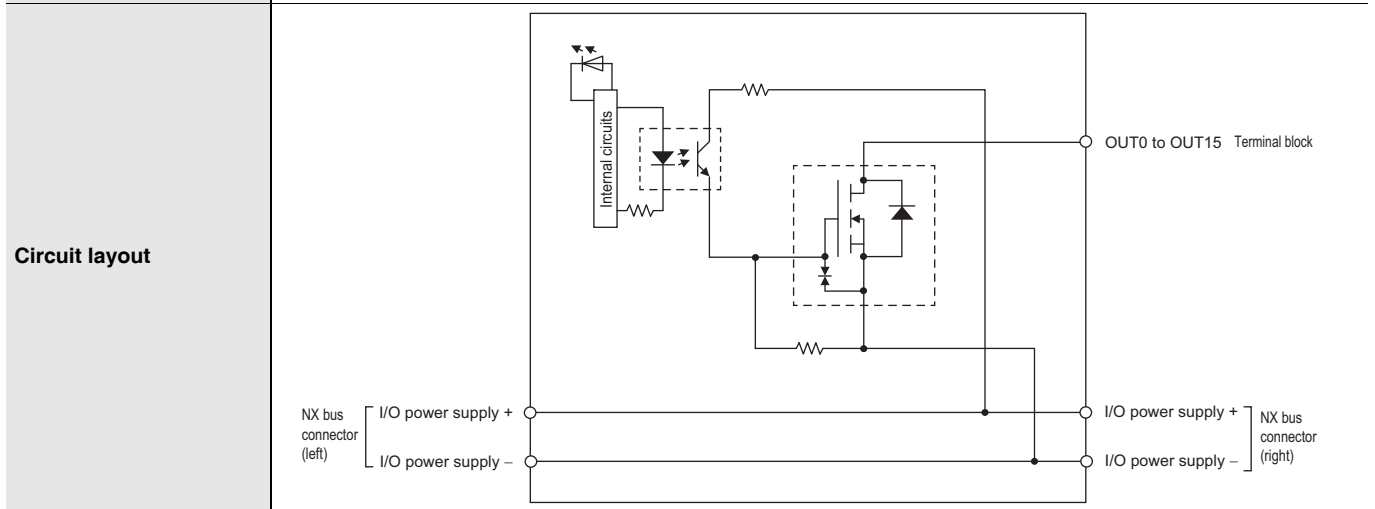 Circuit layout
Internal circuits
OUT0 to OUT15 Terminal block
NX bus
connector
(left)
I/O power supply +
I/O power supply –
I/O power supply +
I/O power supply –
NX bus
connector
(right)